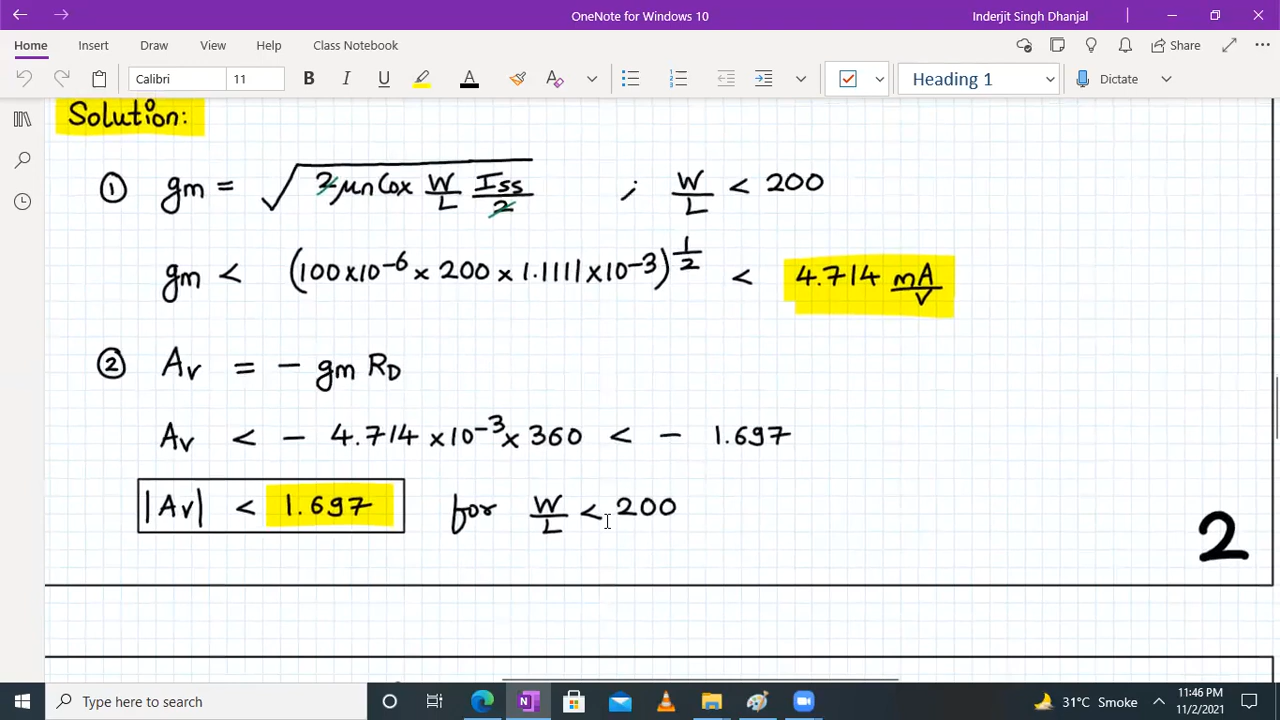 OneNote for Windows 10
Inderjit Singh Dhanjal
Home Insert Draw View Help Class Notebook Share
Calibri 11 B I U A Heading 1 Dictate
Solution:
① gm = √(2μnCox W/L Iss/2) ; W/L < 200
gm < (100×10⁻⁶ × 200 × 1.1111×10⁻³)^1/2 < 4.714 mA/V
② Av = - gm RD
Av < - 4.714 ×10⁻³× 360 < - 1.697
|Av| < 1.697 for W/L < 200
2
Type here to search
31°C Smoke
11:46 PM
11/2/2021